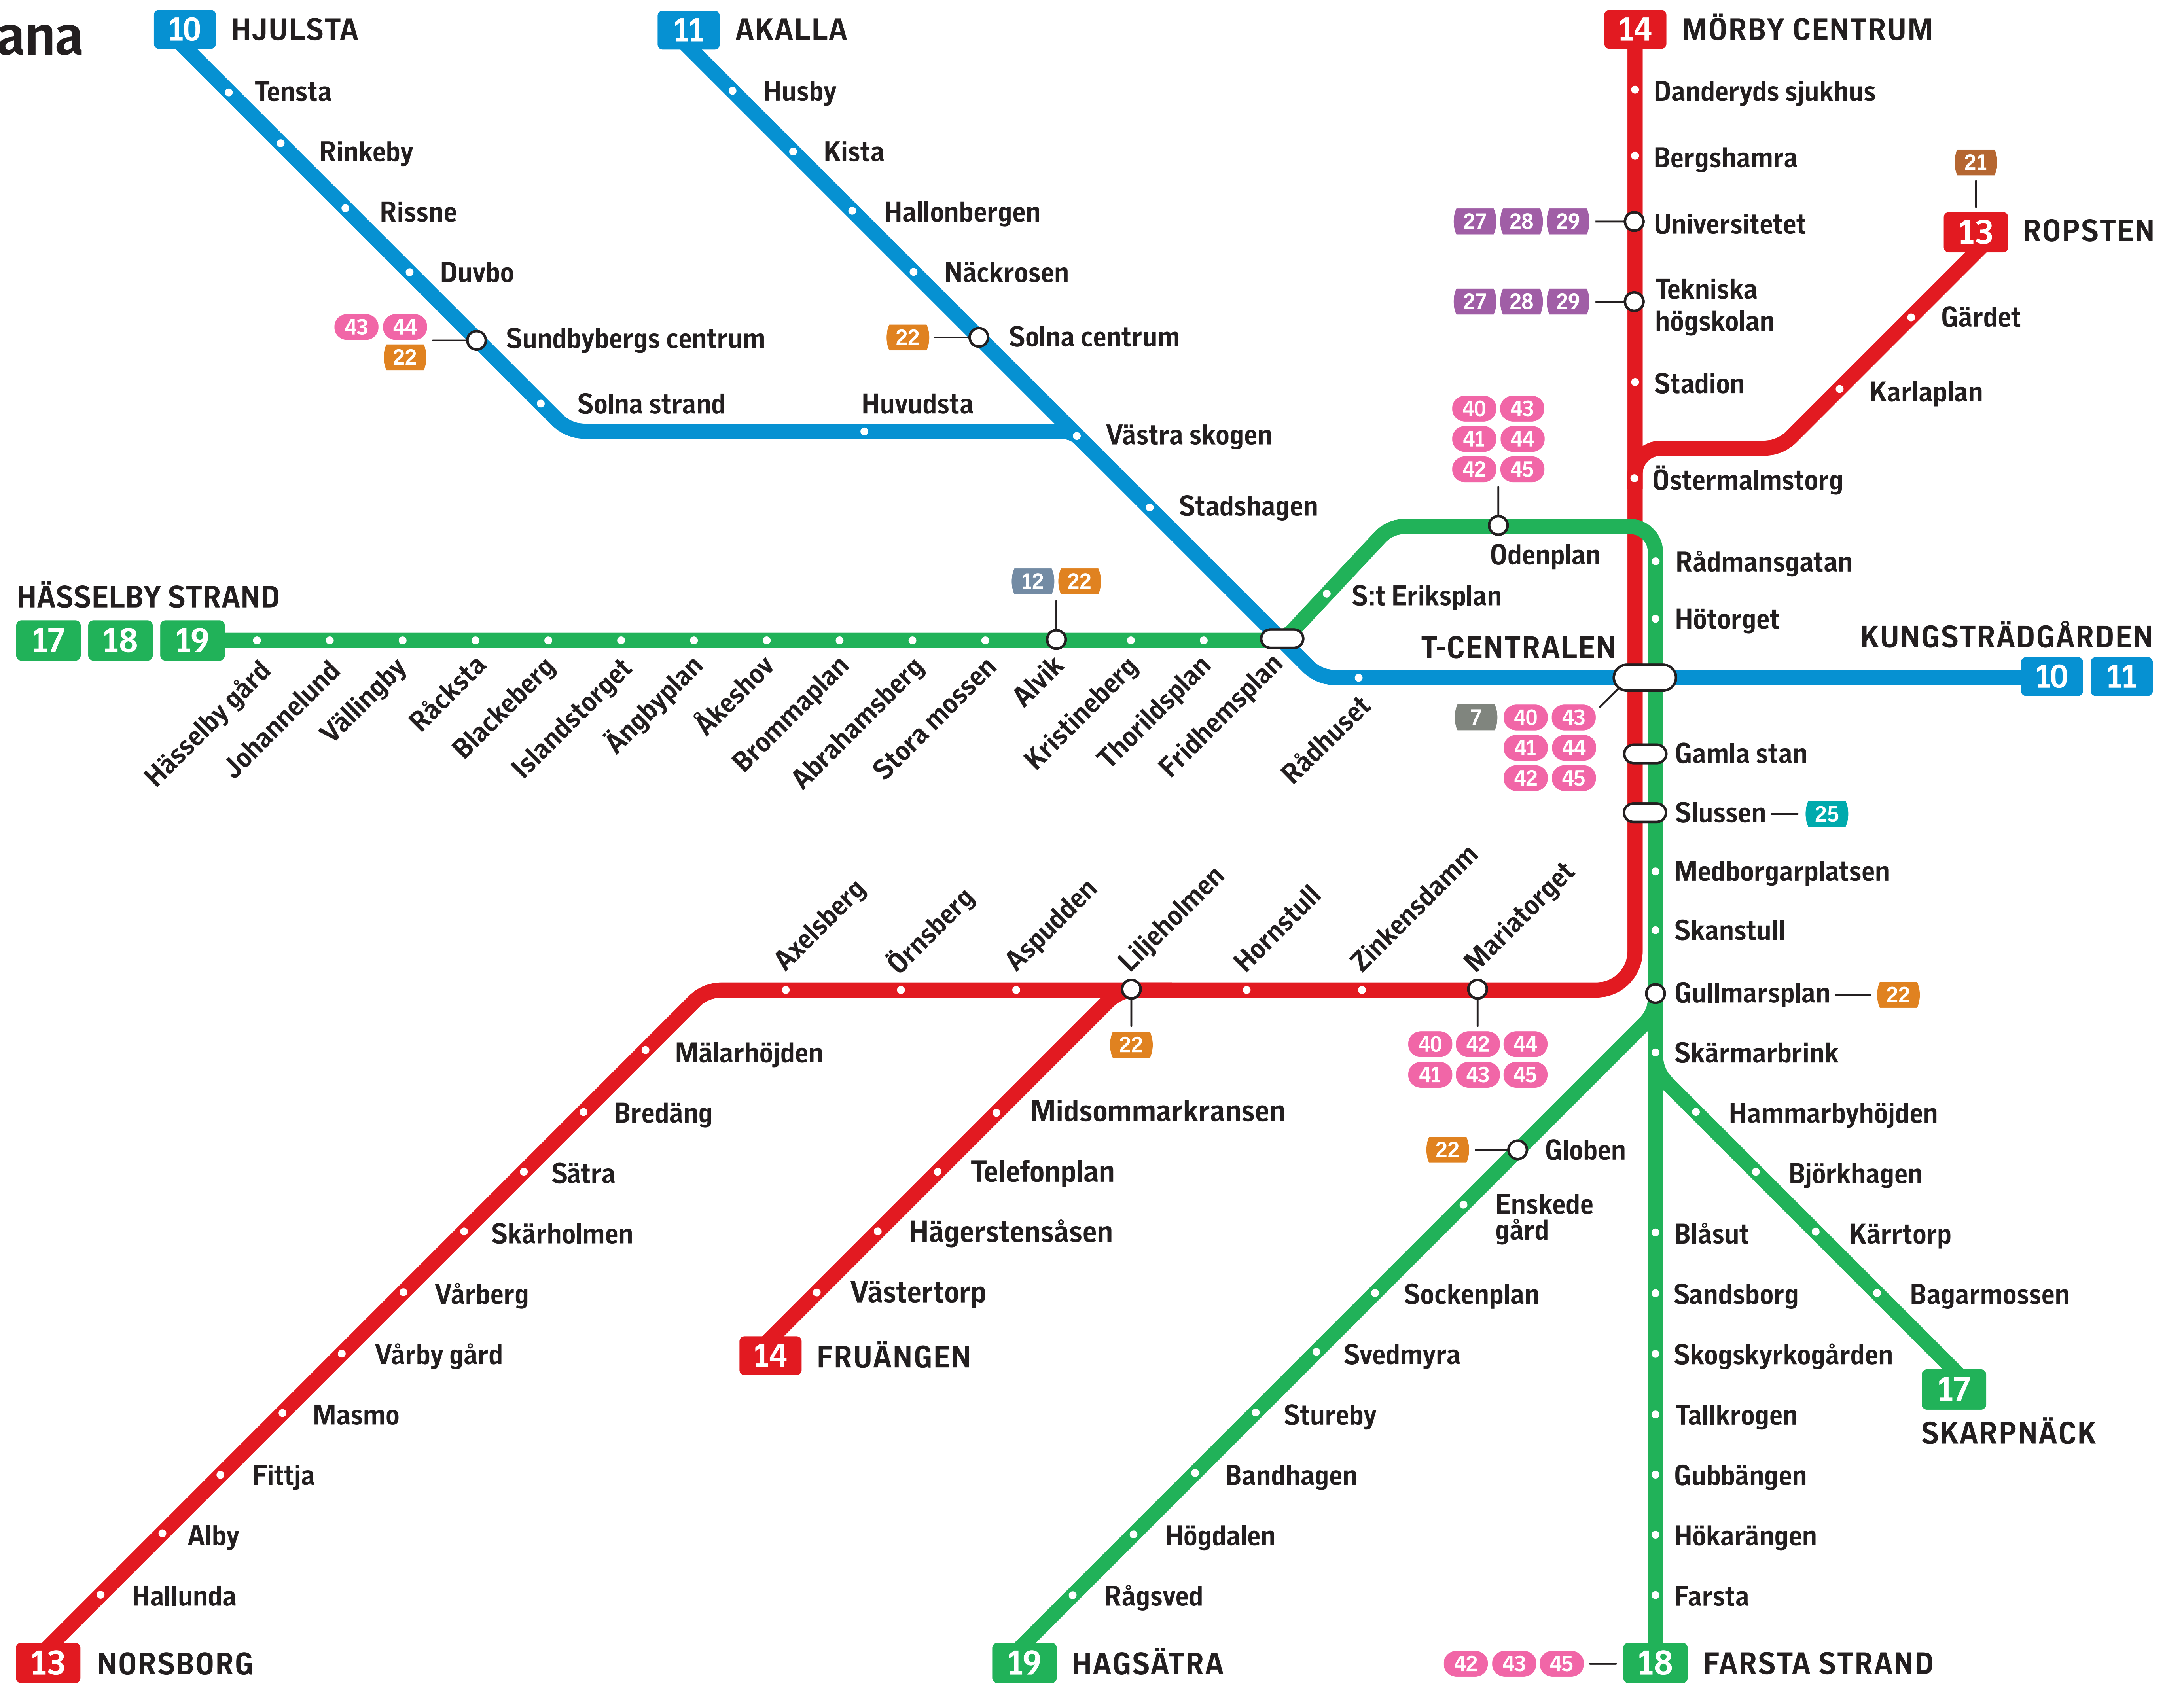 ana
10 HJULSTA
11 AKALLA
14 MÖRBY CENTRUM
Tensta
Husby
Danderyds sjukhus
Rinkeby
Kista
Bergshamra
21
Rissne
Hallonbergen
27 28 29
Universitetet
13 ROPSTEN
Duvbo
Näckrosen
27 28 29
Tekniska
högskolan
Gärdet
43 44
22
Sundbybergs centrum
22
Solna centrum
Stadion
Karlaplan
Solna strand
Huvudsta
40 43
41 44
42 45
Västra skogen
Östermalmstorg
Stadshagen
Odenplan
Rådmansgatan
12 22
S:t Eriksplan
HÄSSELBY STRAND
17 18 19
Hötorget
T-CENTRALEN
KUNGSTRÄDGÅRDEN
10 11
Hässelby gård
Johannelund
Vällingby
Råcksta
Blackeberg
Islandstorget
Ängbyplan
Åkeshov
Brommaplan
Abrahamsberg
Stora mossen
Alvik
Kristineberg
Thorildsplan
Fridhemsplan
Rådhuset
7 40 43
41 44
42 45
Gamla stan
Slussen
25
Medborgarplatsen
Skanstull
Axelsberg
Örnsberg
Aspudden
Liljeholmen
Hornstull
Zinkensdamm
Mariatorget
Gullmarsplan
22
22
40 42 44
41 43 45
Mälarhöjden
Skärmarbrink
Bredäng
Midsommarkransen
Hammarbyhöjden
22
Globen
Sätra
Telefonplan
Enskede
gård
Björkhagen
Skärholmen
Hägerstensåsen
Blåsut
Kärrtorp
Vårberg
Västertorp
Sockenplan
Sandsborg
Bagarmossen
Vårby gård
14 FRUÄNGEN
Svedmyra
Skogskyrkogården
17
SKARPNÄCK
Masmo
Stureby
Tallkrogen
Fittja
Bandhagen
Gubbängen
Alby
Högdalen
Hökarängen
Hallunda
Rågsved
Farsta
13 NORSBORG
19 HAGSÄTRA
42 43 45
18 FARSTA STRAND